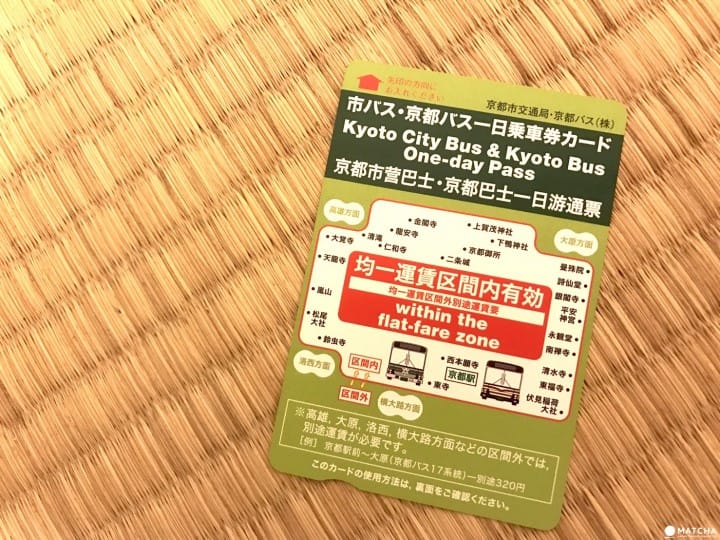 矢印の方向に
お入れください
京都市交通局・京都バス(株)
市バス・京都バス一日乗車券カード
Kyoto City Bus & Kyoto Bus
One-day Pass
京都市营巴士・京都巴士一日游通票
高雄方面
大原方面
金閣寺
上賀茂神社
大覚寺
清滝
龍安寺
下鴨神社
仁和寺
京都御所
二条城
天龍寺
嵐山
松尾
大社
鈴虫寺
曼殊院
詩仙堂
銀閣寺
平安
神宮
永観堂
南禅寺
清水寺
東福寺
伏見稲荷
大社
均一運賃区間内有効
均一運賃区間外別途運賃要
within the
flat-fare zone
洛西方面
区間内
区間外
横大路方面
西本願寺
京都駅
東寺
※高雄, 大原, 洛西, 横大路方面などの区間外では,
別途運賃が必要です。
[例] 京都駅前〜大原(京都バス17系統)―別途320円
このカードの使用方法は, 裏面をご確認ください。
MATCHA